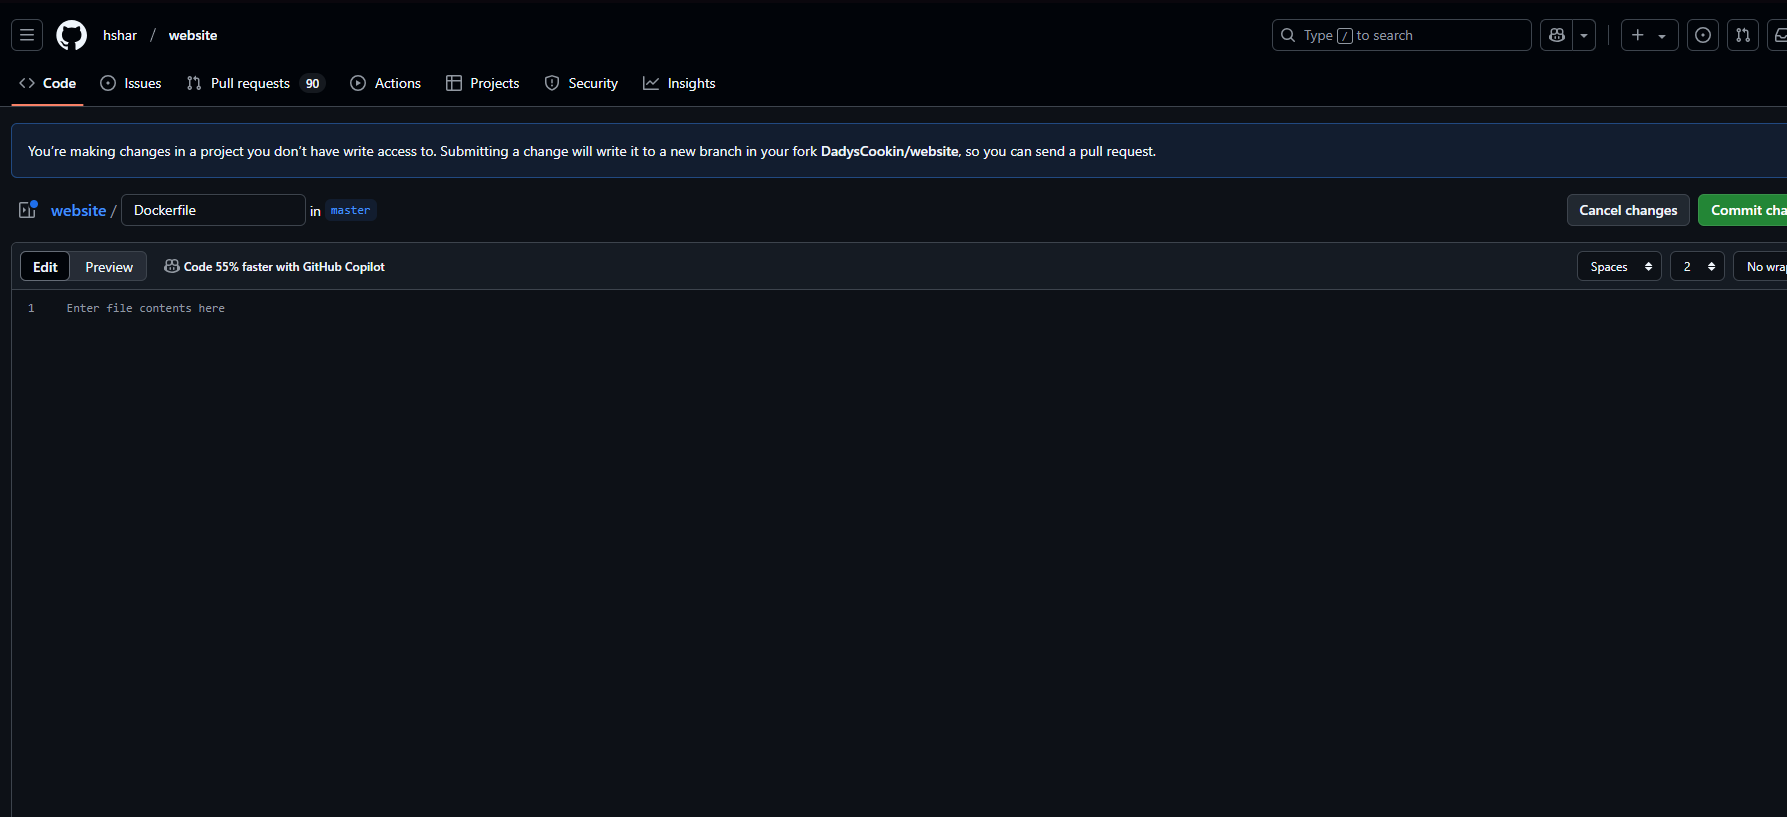 hshar / website
Type / to search
Code
Issues
Pull requests 90
Actions
Projects
Security
Insights
You're making changes in a project you don't have write access to. Submitting a change will write it to a new branch in your fork DadysCookin/website, so you can send a pull request.
website / Dockerfile in master
Cancel changes
Commit cha
Edit
Preview
Code 55% faster with GitHub Copilot
Spaces
2
No wrap
1 Enter file contents here